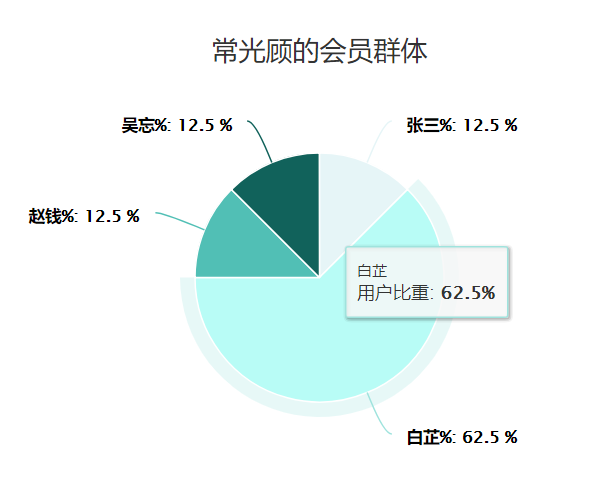 常光顾的会员群体
吴忘%: 12.5 %
张三%: 12.5 %
赵钱%: 12.5 %
白芷
用户比重: 62.5%
白芷%: 62.5 %